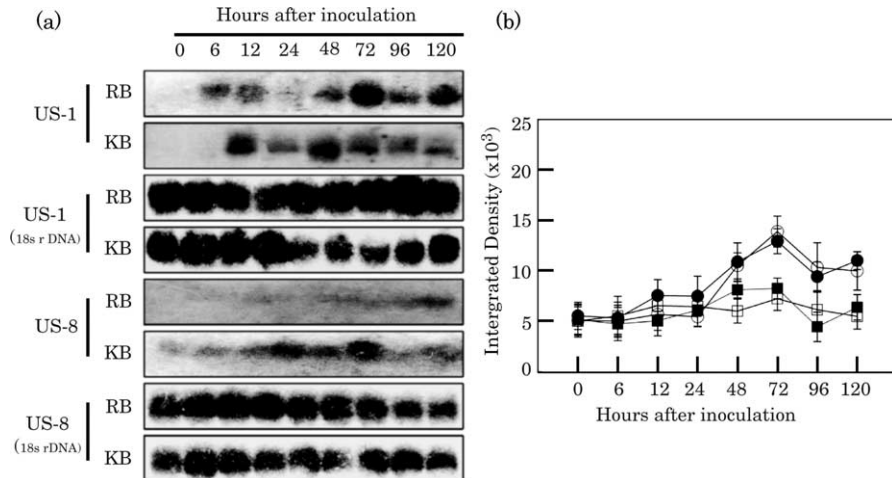 (a)
Hours after inoculation
0 6 12 24 48 72 96 120
US-1
RB
KB
US-1
(18s r DNA)
RB
KB
US-8
RB
KB
US-8
(18s rDNA)
RB
KB
(b)
Intergrated Density (x10³)
25
20
15
10
5
0
0 6 12 24 48 72 96 120
Hours after inoculation